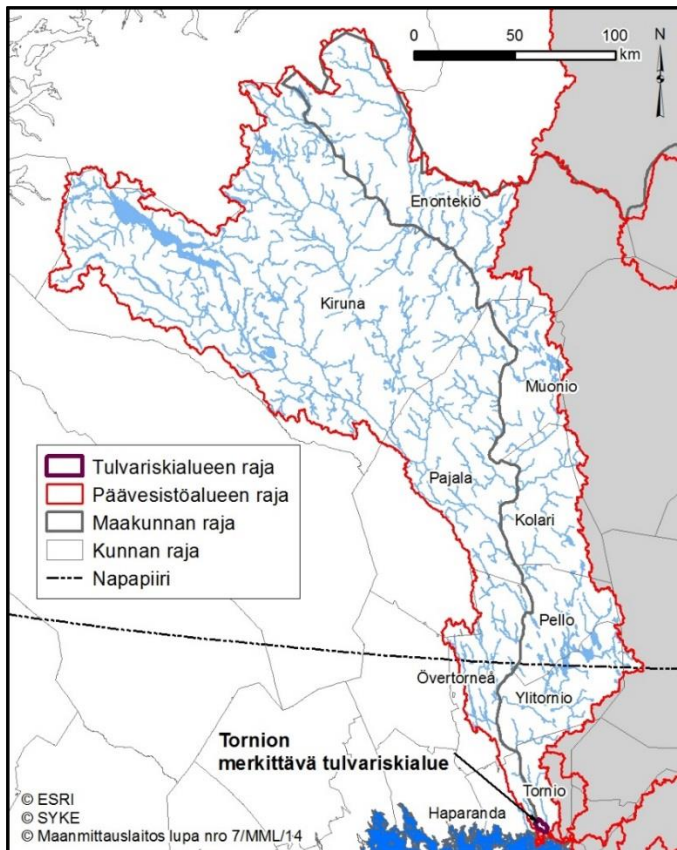 0 50 100
km
N
Enontekiö
Kiruna
Muonio
Tulvariskialueen raja
Päävesistöalueen raja
Maakunnan raja
Kunnan raja
Napapiiri
Pajala
Kolari
Pello
Övertorneå
Ylitornio
Tornion
merkittävä tulvariskialue
Tornio
Haparanda
© ESRI
© SYKE
© Maanmittauslaitos lupa nro 7/MML/14